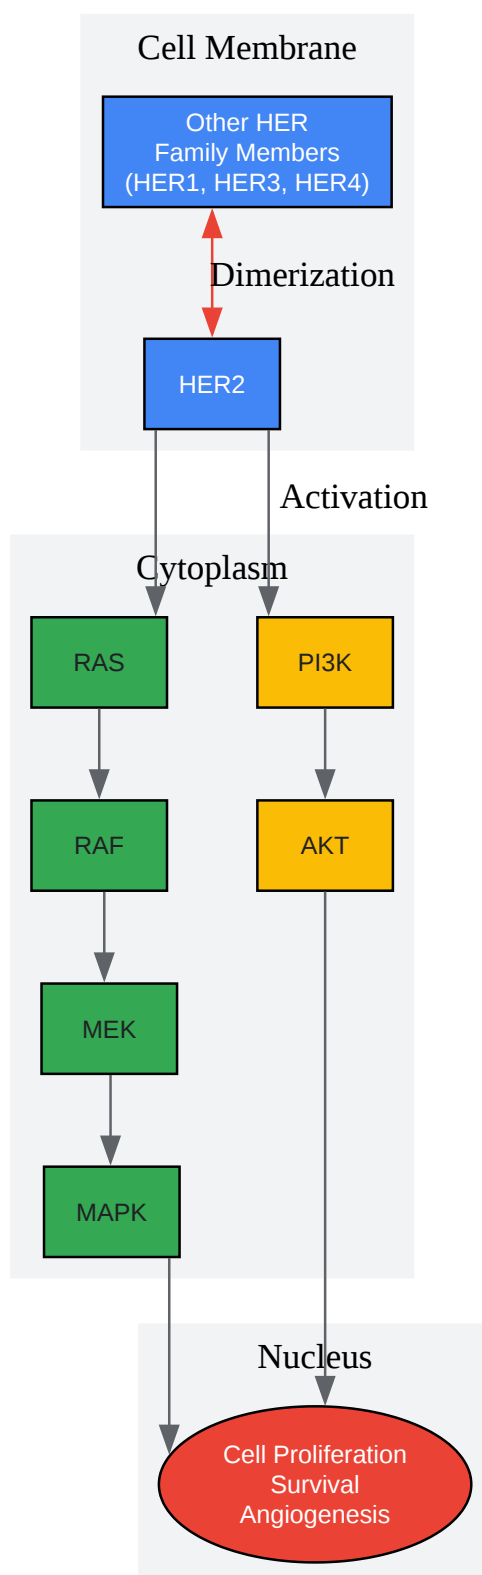 Cell Membrane
Other HER
Family Members
(HER1, HER3, HER4)
Dimerization
HER2
Activation
Cytoplasm
RAS
PI3K
RAF
AKT
MEK
MAPK
Nucleus
Cell Proliferation
Survival
Angiogenesis